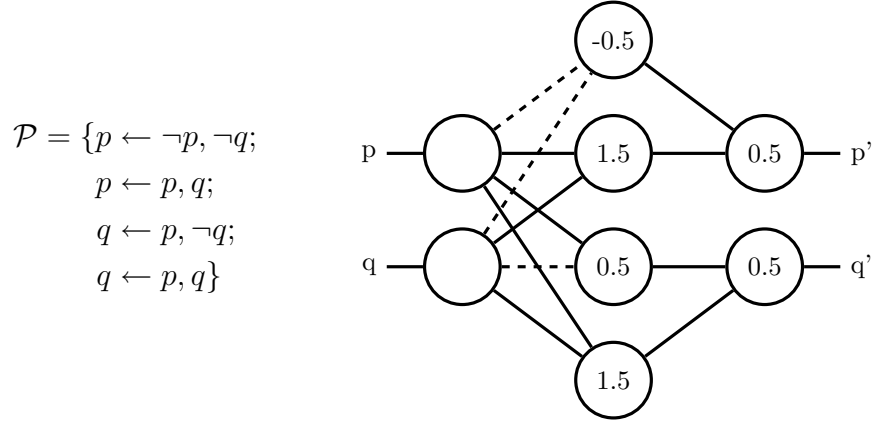 𝒫 = {p ← ¬p, ¬q;
p ← p, q;
q ← p, ¬q;
q ← p, q}
-0.5
p 1.5 0.5 p'
q 0.5 0.5 q'
1.5